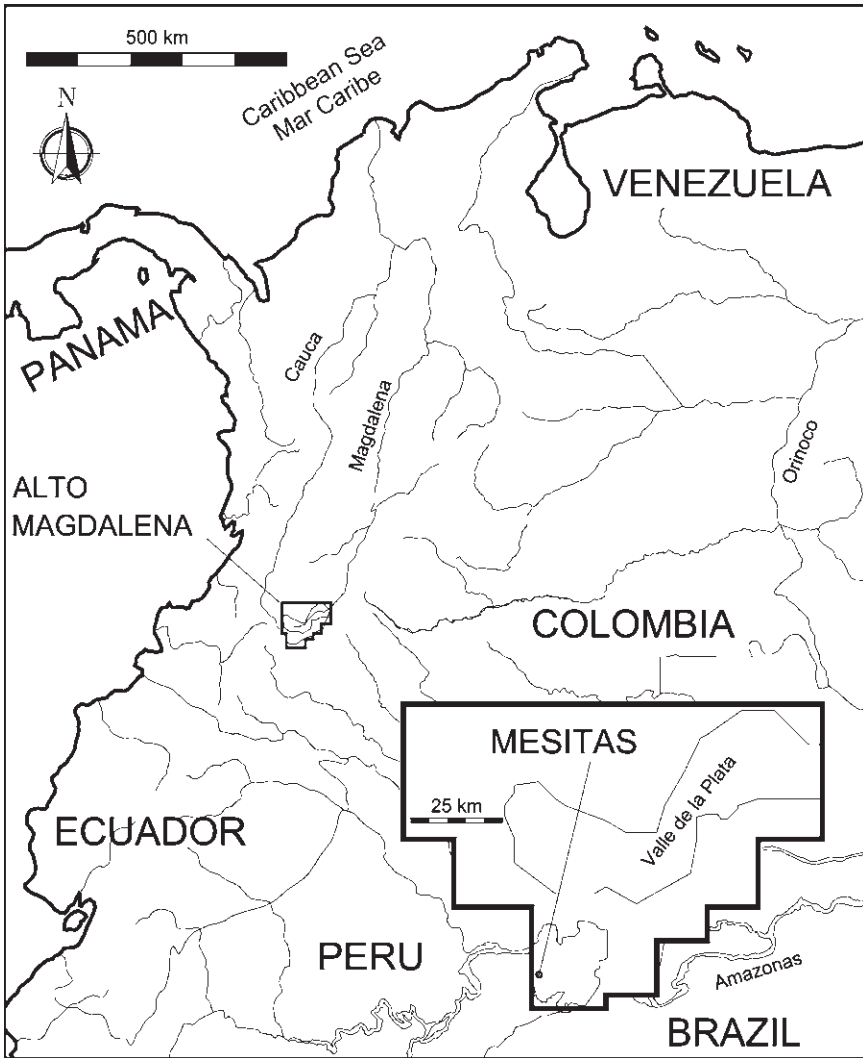 500 km
Caribbean Sea
Mar Caribe
N
VENEZUELA
PANAMA
Cauca
Magdalena
Orinoco
ALTO
MAGDALENA
COLOMBIA
MESITAS
25 km
Valle de la Plata
ECUADOR
PERU
Amazonas
BRAZIL